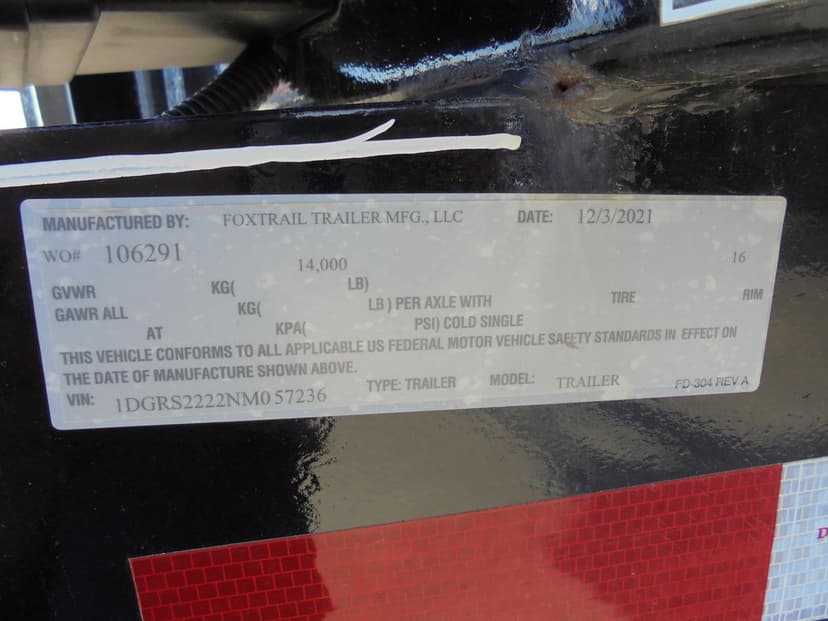 MANUFACTURED BY: FOXTRAIL TRAILER MFG., LLC DATE: 12/3/2021
WO# 106291
14,000 16
GVWR KG( LB)
GAWR ALL KG( LB) PER AXLE WITH TIRE RIM
AT KPA( PSI) COLD SINGLE
THIS VEHICLE CONFORMS TO ALL APPLICABLE US FEDERAL MOTOR VEHICLE SAFETY STANDARDS IN EFFECT ON
THE DATE OF MANUFACTURE SHOWN ABOVE.
VIN: 1DGRS2222NM057236 TYPE: TRAILER MODEL: TRAILER FD-304 REV A
D